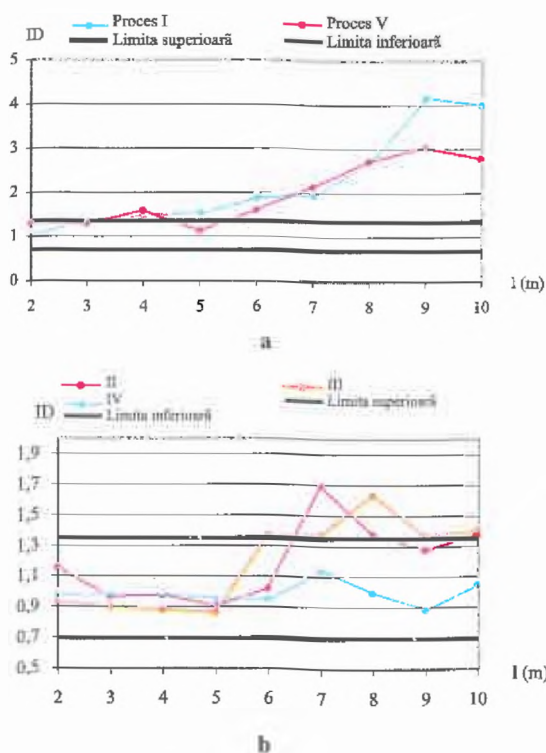 Proces I Proces V
Limita superioară Limita inferioară
ID
5
4
3
2
1
0
2 3 4 5 6 7 8 9 10 l (m)
a
II III
IV Limita superioară
Limita inferioară
ID
1,9
1,7
1,5
1,3
1,1
0,9
0,7
0,5
2 3 4 5 6 7 8 9 10 l (m)
b